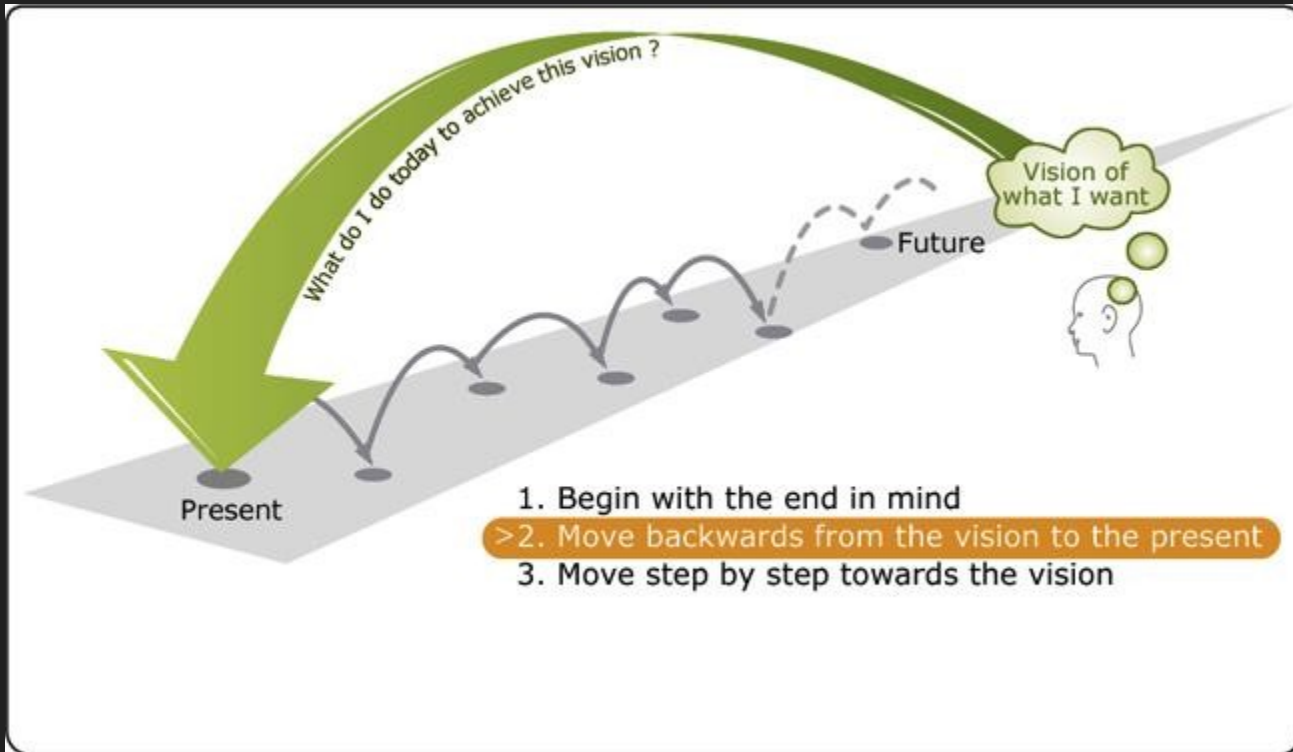 What do I do today to achieve this vision ?
Vision of
what I want
Future
Present
1. Begin with the end in mind
>2. Move backwards from the vision to the present
3. Move step by step towards the vision